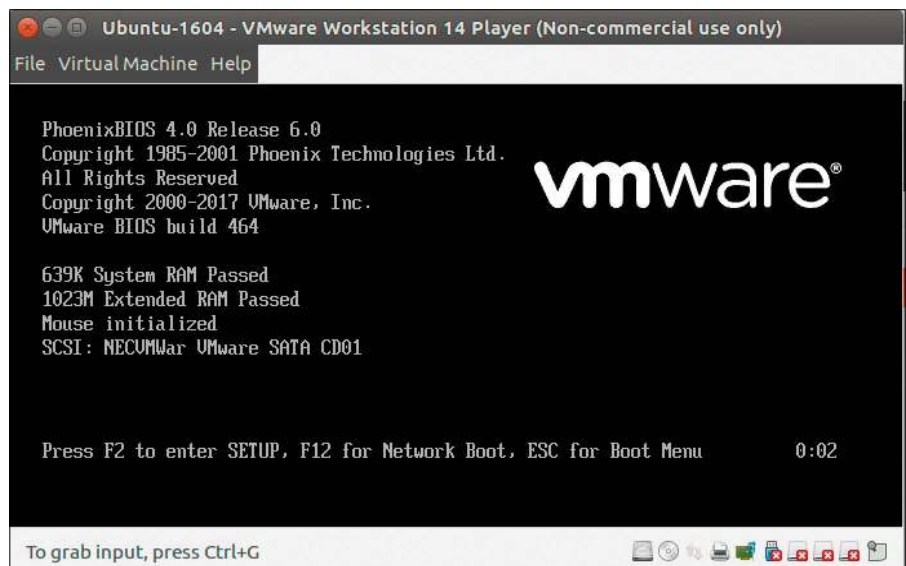 Ubuntu-1604 - VMware Workstation 14 Player (Non-commercial use only)
File Virtual Machine Help
PhoenixBIOS 4.0 Release 6.0
Copyright 1985-2001 Phoenix Technologies Ltd.
All Rights Reserved
Copyright 2000-2017 VMware, Inc.
VMware BIOS build 464
vmware®
639K System RAM Passed
1023M Extended RAM Passed
Mouse initialized
SCSI: NECVMWar VMware SATA CD01
Press F2 to enter SETUP, F12 for Network Boot, ESC for Boot Menu 0:02
To grab input, press Ctrl+G